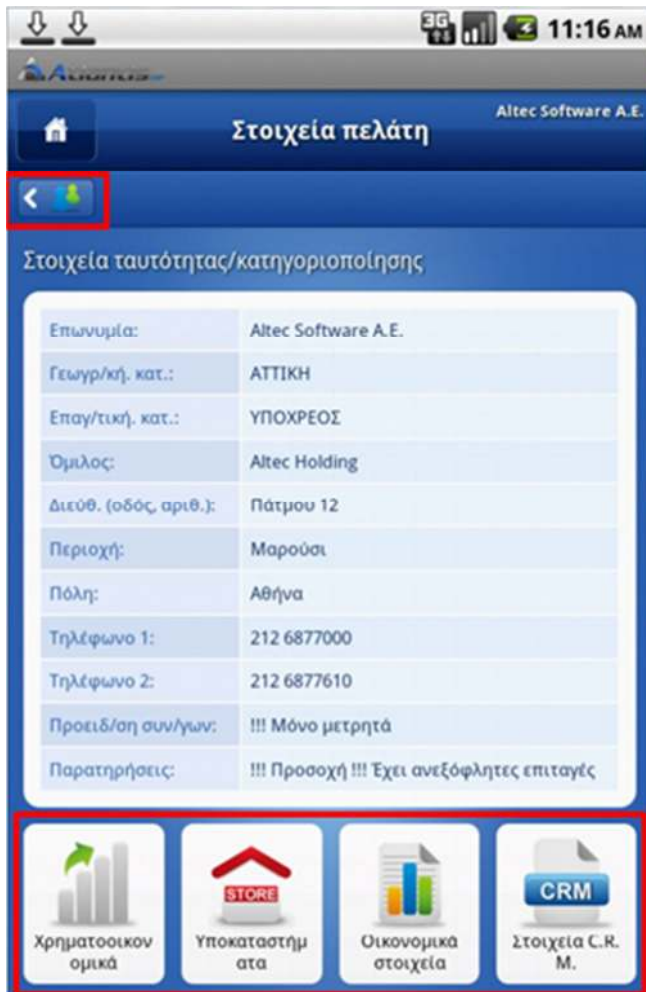 3G 11:16 AM
Axionas
Στοιχεία πελάτη
Altec Software A.E.
Στοιχεία ταυτότητας/κατηγοριοποίησης
Επωνυμία: Altec Software A.E.
Γεωγρ/κή. κατ.: ΑΤΤΙΚΗ
Επαγ/τική. κατ.: ΥΠΟΧΡΕΟΣ
Όμιλος: Altec Holding
Διεύθ. (οδός, αριθ.): Πάτμου 12
Περιοχή: Μαρούσι
Πόλη: Αθήνα
Τηλέφωνο 1: 212 6877000
Τηλέφωνο 2: 212 6877610
Προειδ/ση συν/γων: !!! Μόνο μετρητά
Παρατηρήσεις: !!! Προσοχή !!! Έχει ανεξόφλητες επιταγές
Χρηματοοικον
ομικά
STORE
Υποκαταστήμ
ατα
Οικονομικά
στοιχεία
CRM
Στοιχεία C.R.
M.